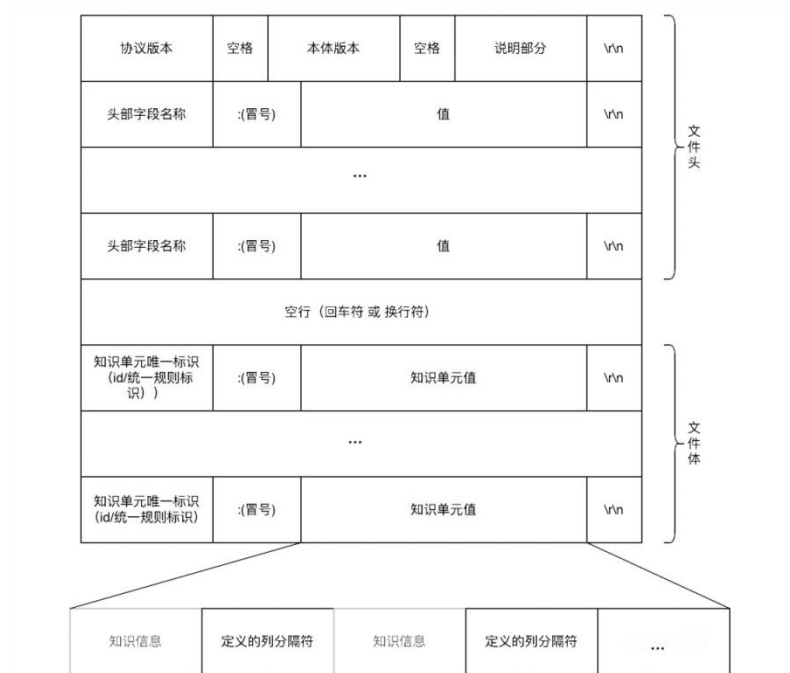 协议版本 空格 本体版本 空格 说明部分 \r\n
头部字段名称 :(冒号) 值 \r\n
...
头部字段名称 :(冒号) 值 \r\n
文
件
头
空行（回车符 或 换行符）
知识单元唯一标识
（id/统一规则标
识））
:(冒号) 知识单元值 \r\n
...
知识单元唯一标识
（id/统一规则标识）
:(冒号) 知识单元值 \r\n
文
件
体
知识信息 定义的列分隔符 知识信息 定义的列分隔符 ...